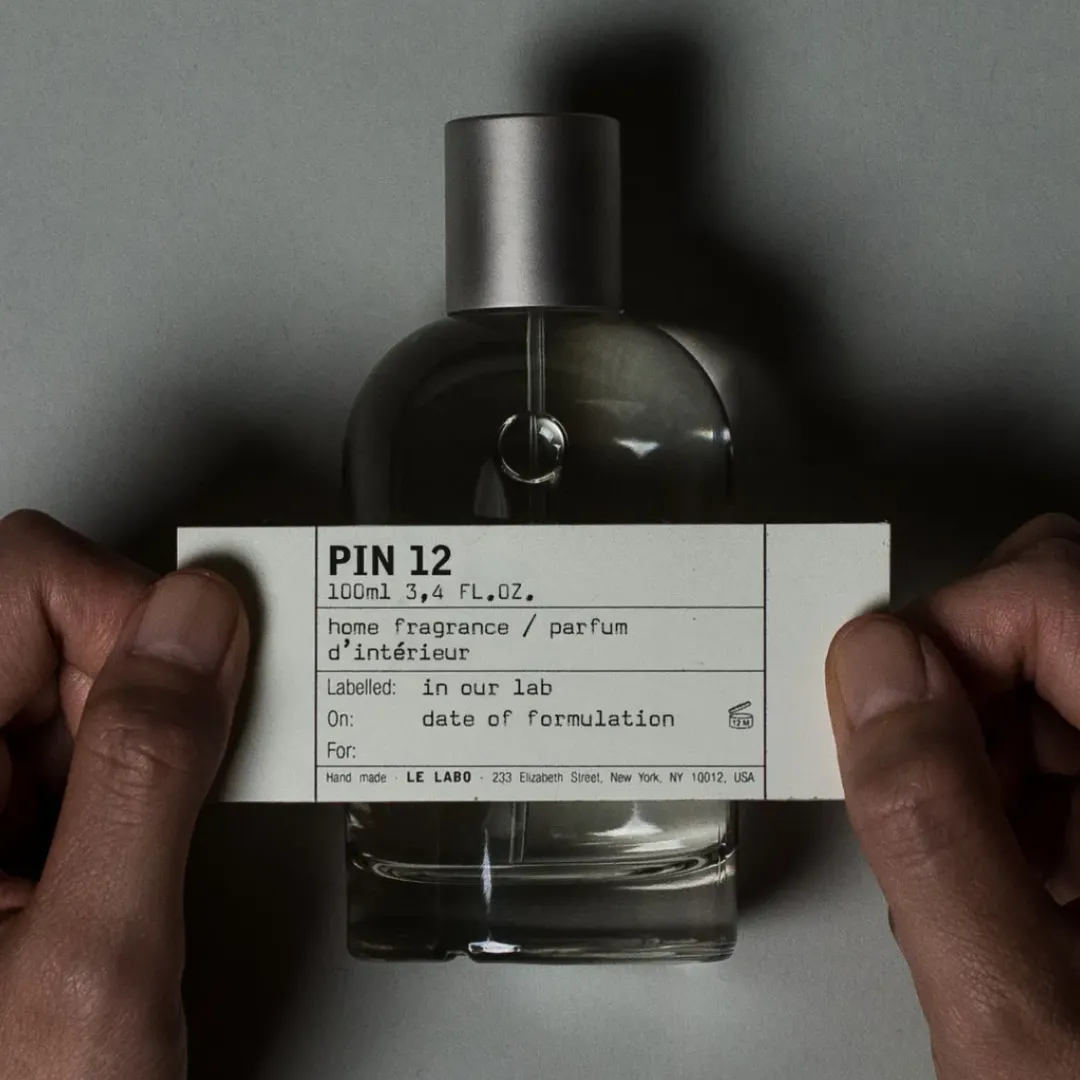 PIN 12
100ml 3,4 FL.OZ.
home fragrance / parfum
d'intérieur
Labelled: in our lab
On: date of formulation
12 M
For:
Hand made · LE LABO · 233 Elizabeth Street, New York, NY 10012, USA